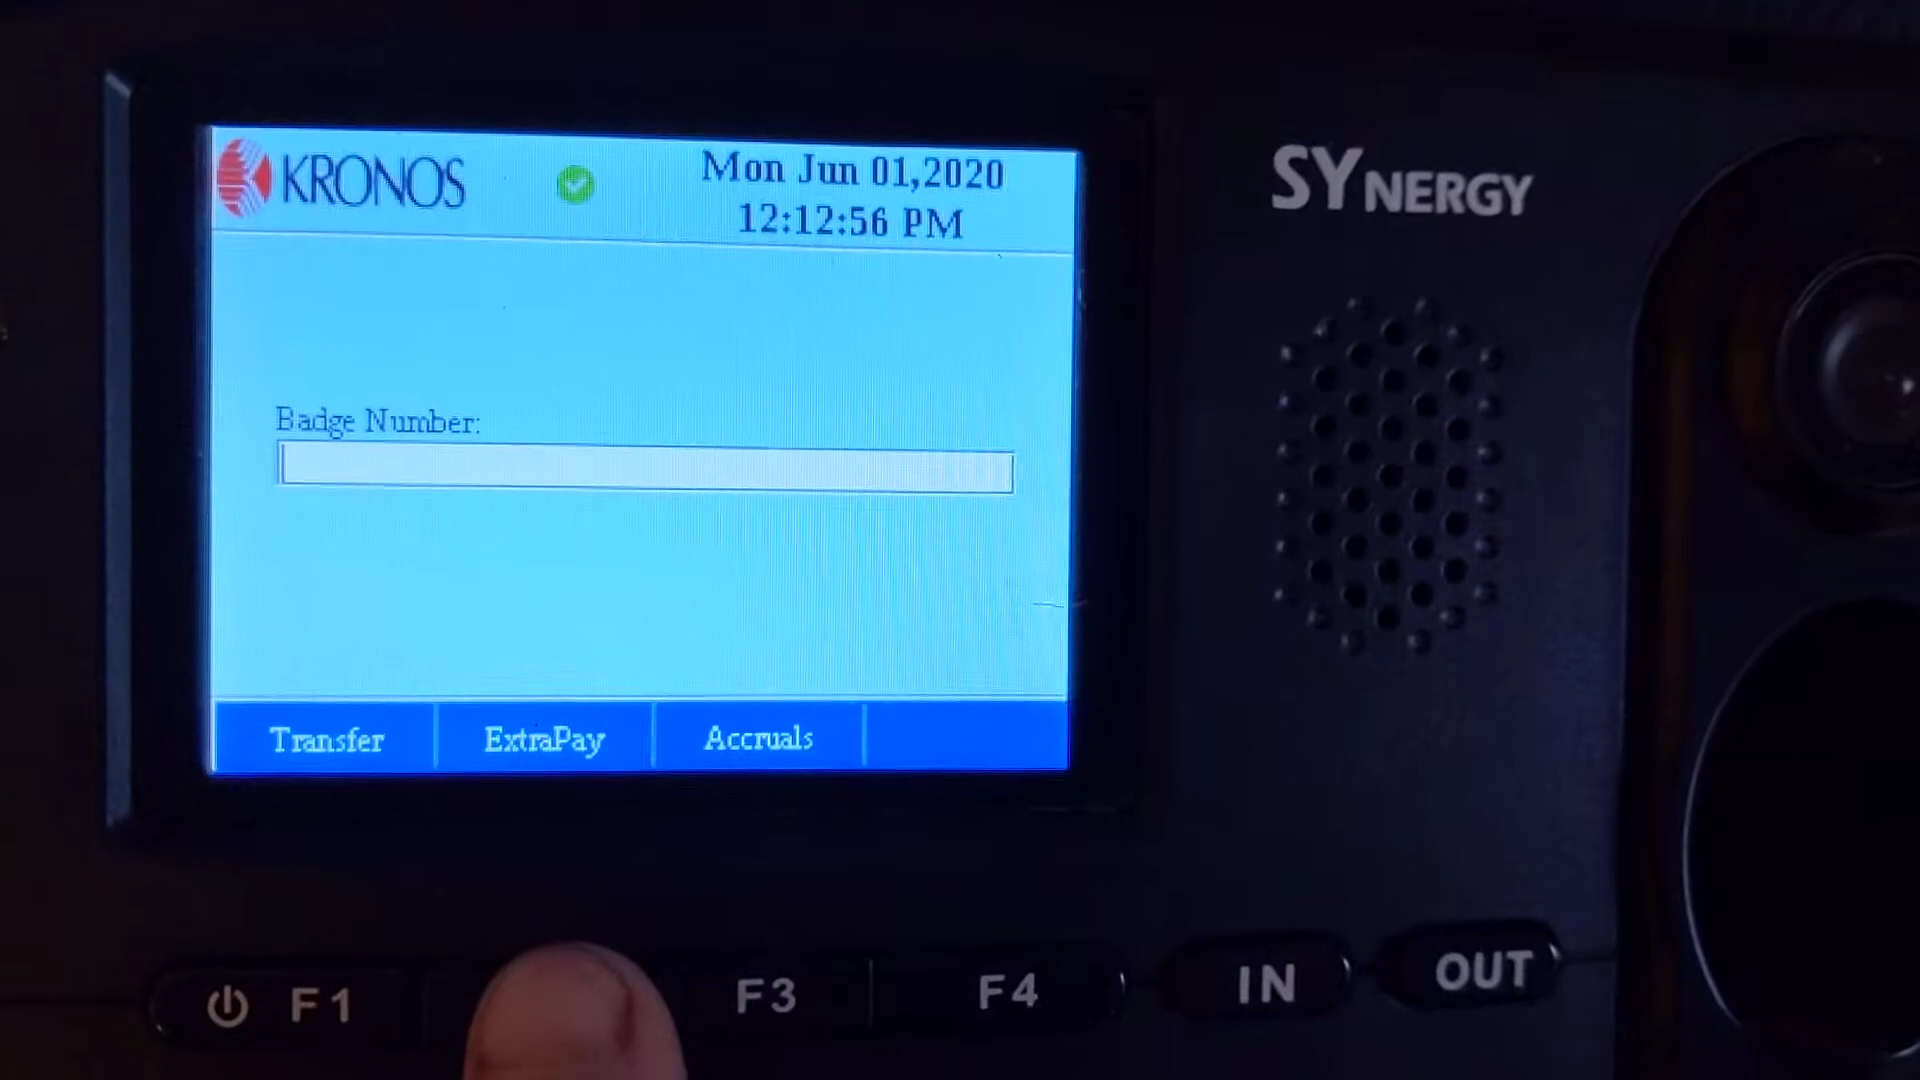 KRONOS
Mon Jun 01,2020
12:12:56 PM
SYNERGY
Badge Number:
Transfer
ExtraPay
Accruals
F1
F3
F4
IN
OUT